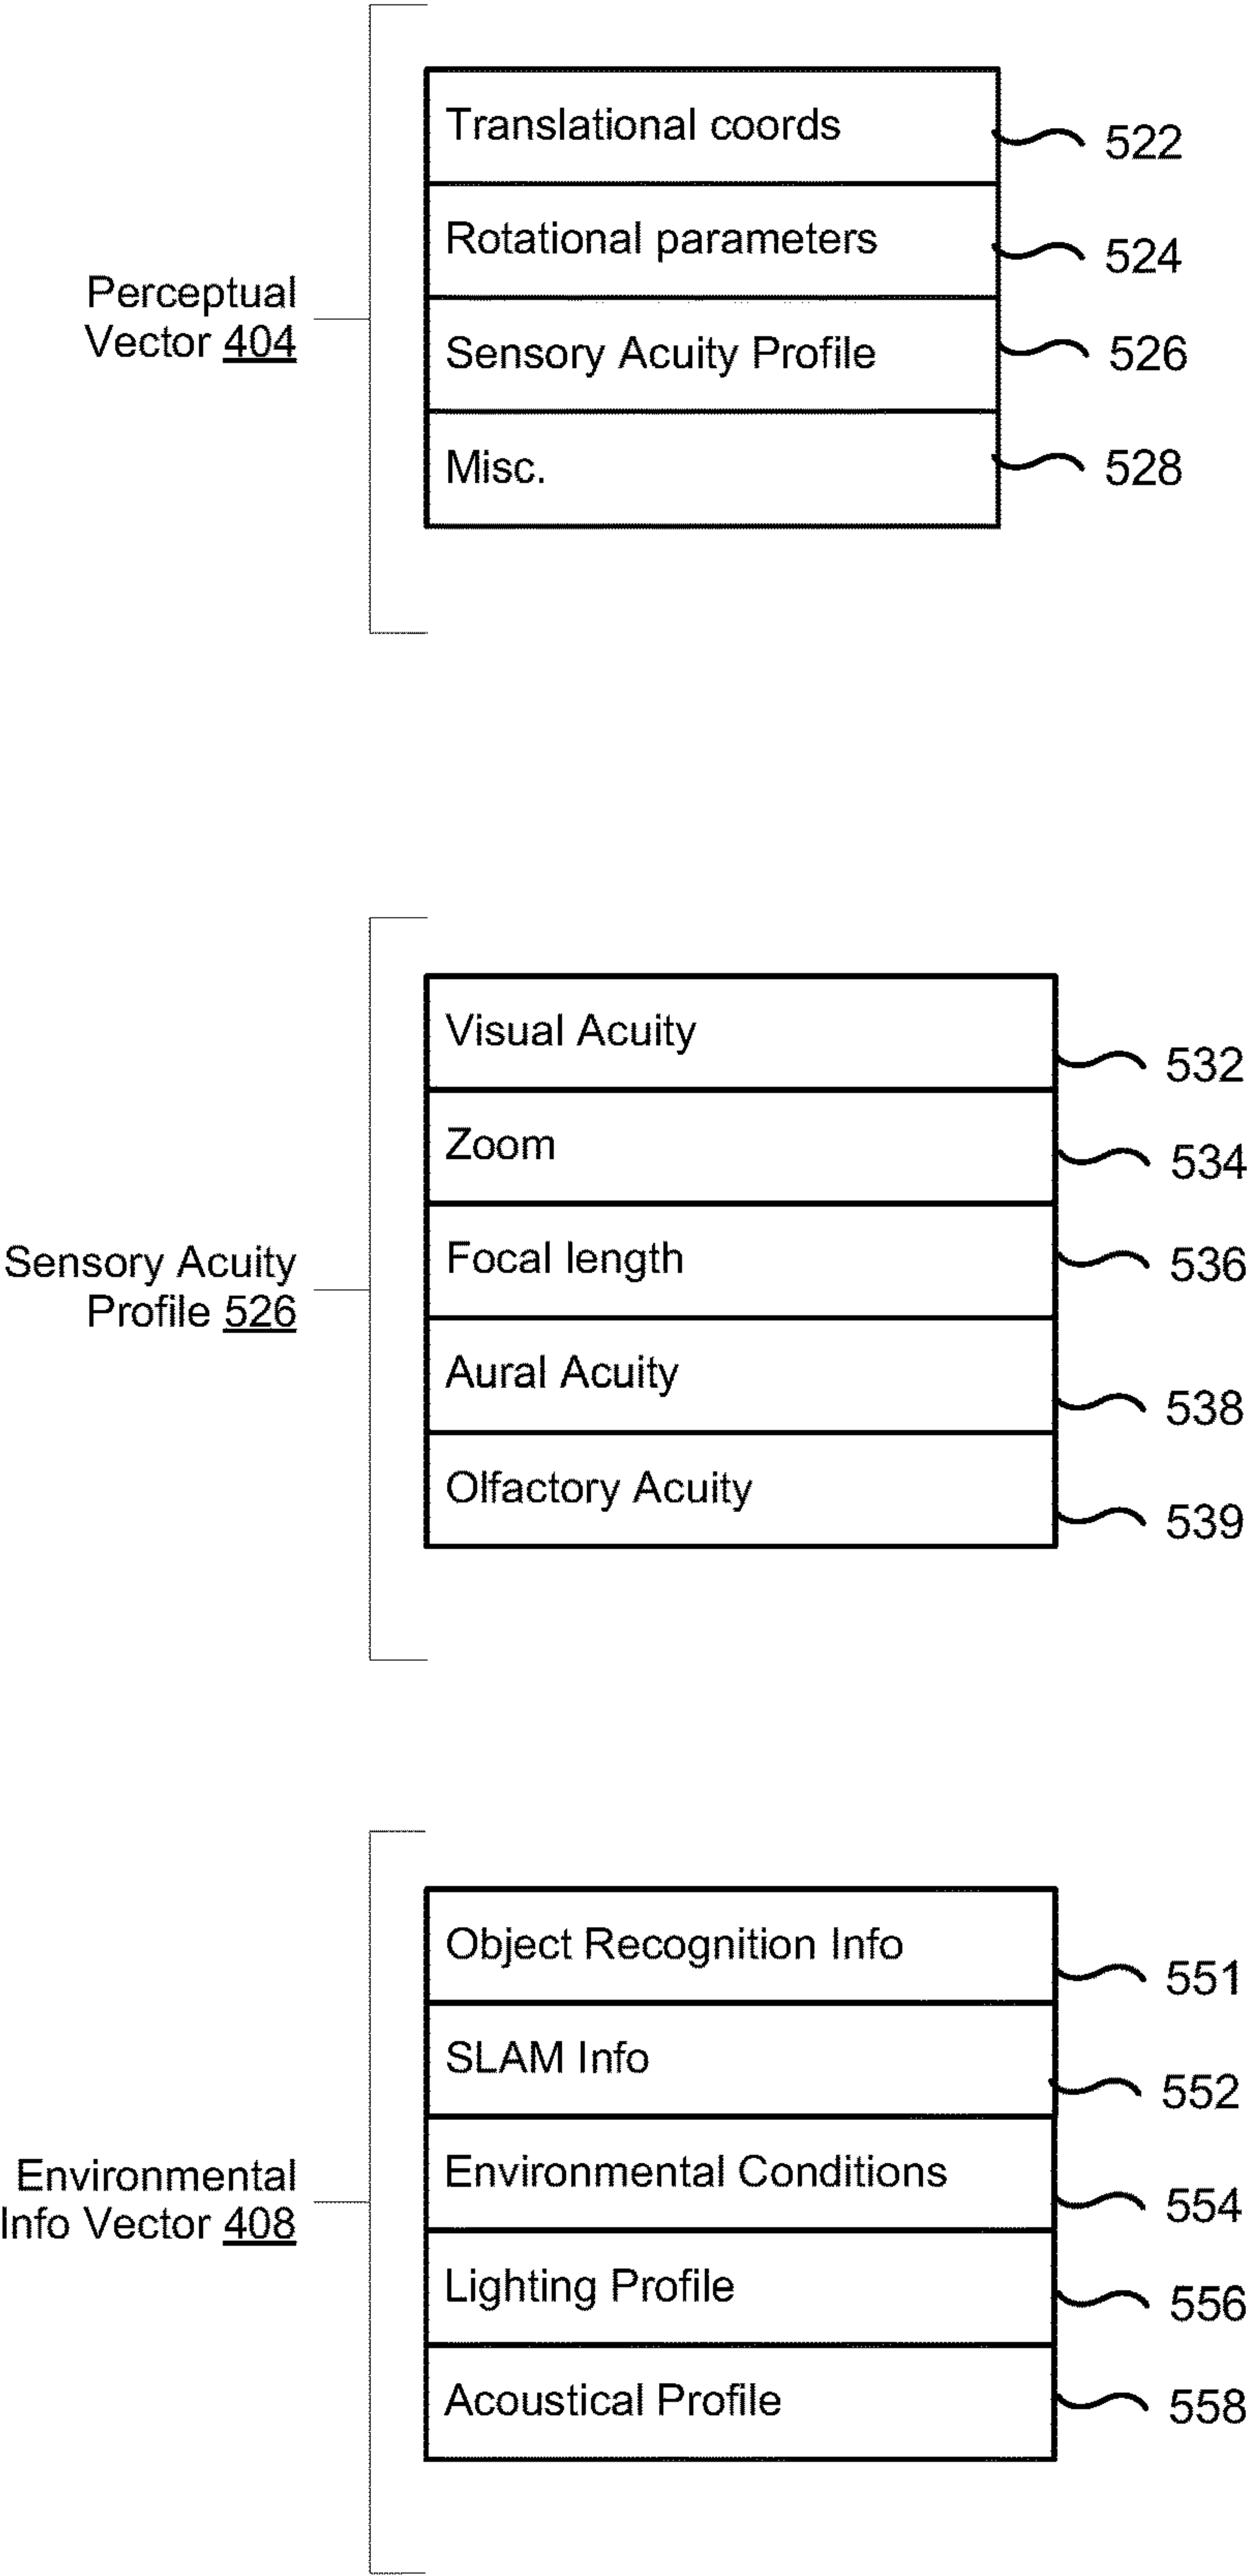 Translational coords
522
Rotational parameters
524
Perceptual
Vector 404
Sensory Acuity Profile
526
Misc.
528
Visual Acuity
532
Zoom
534
Sensory Acuity
Profile 526
Focal length
536
Aural Acuity
538
Olfactory Acuity
539
Object Recognition Info
551
SLAM Info
552
Environmental
Info Vector 408
Environmental Conditions
554
Lighting Profile
556
Acoustical Profile
558